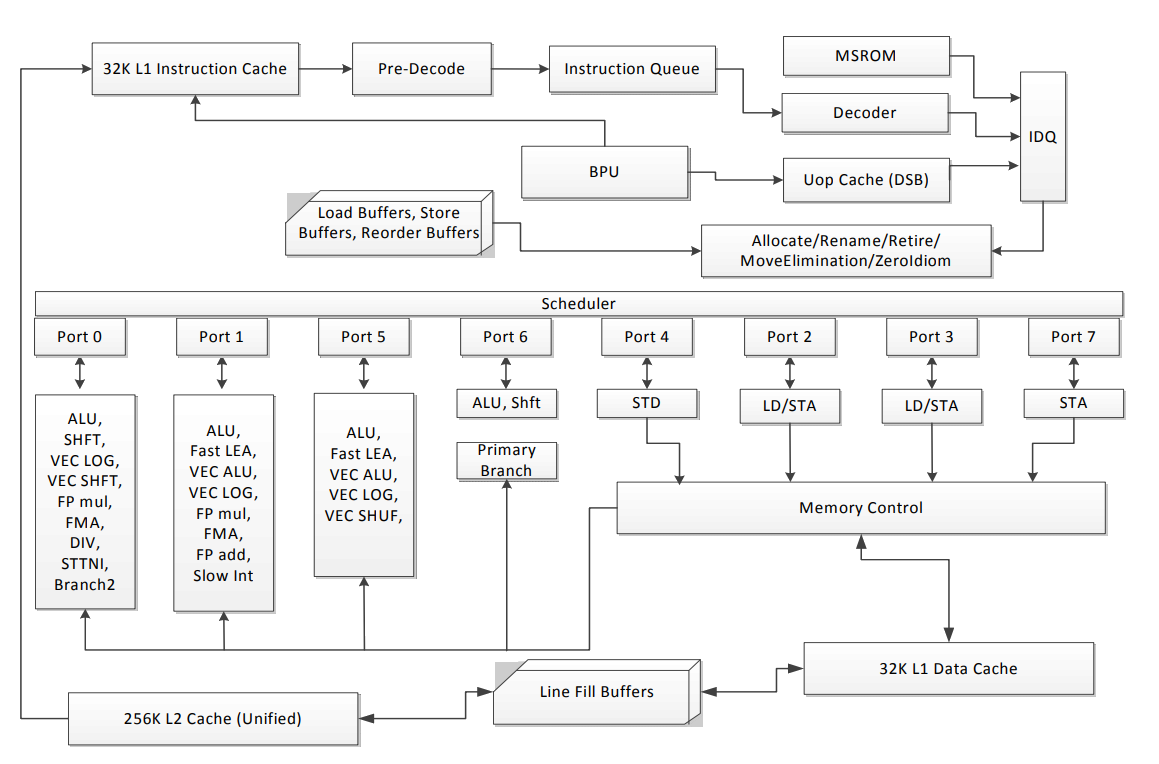 32K L1 Instruction Cache
Pre-Decode
Instruction Queue
MSROM
Decoder
IDQ
BPU
Uop Cache (DSB)
Load Buffers, Store
Buffers, Reorder Buffers
Allocate/Rename/Retire/
MoveElimination/ZeroIdiom
Scheduler
Port 0
Port 1
Port 5
Port 6
Port 4
Port 2
Port 3
Port 7
ALU,
SHFT,
VEC LOG,
VEC SHFT,
FP mul,
FMA,
DIV,
STTNI,
Branch2
ALU,
Fast LEA,
VEC ALU,
VEC LOG,
FP mul,
FMA,
FP add,
Slow Int
ALU,
Fast LEA,
VEC ALU,
VEC LOG,
VEC SHUF,
ALU, Shft
Primary
Branch
STD
LD/STA
LD/STA
STA
Memory Control
32K L1 Data Cache
Line Fill Buffers
256K L2 Cache (Unified)